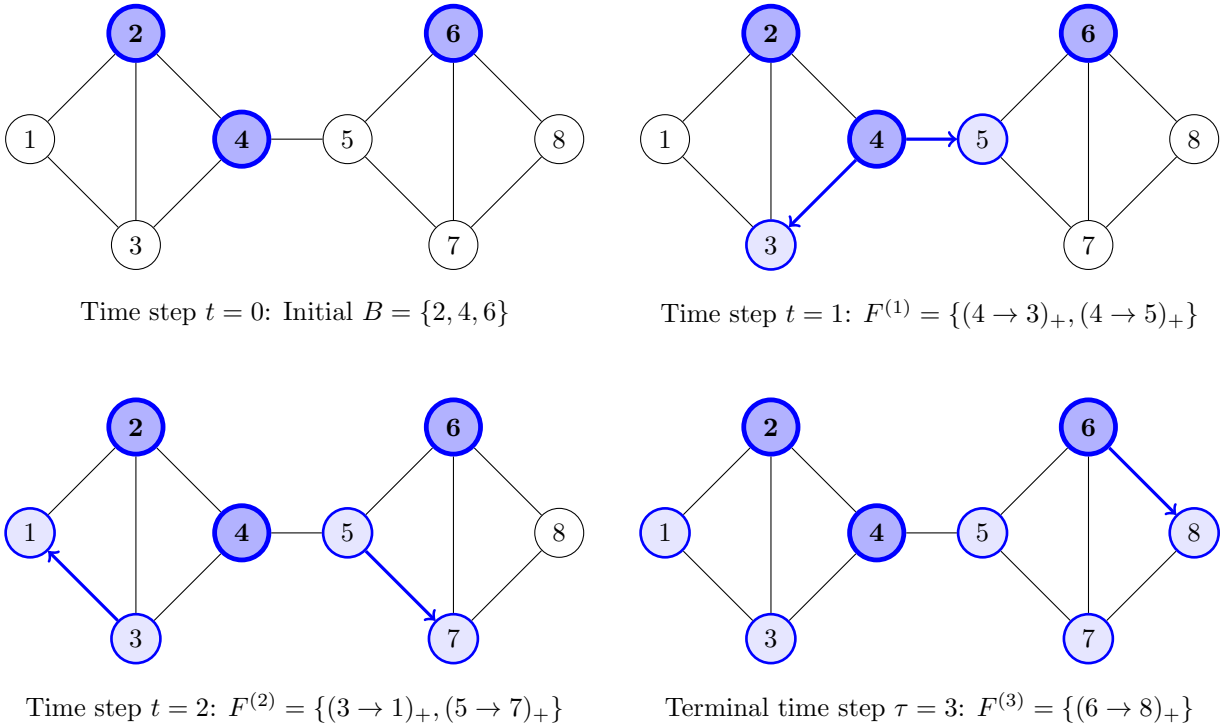 2 6
1 4 5 8
3 7
Time step t = 0: Initial B = {2, 4, 6}
2 6
1 4 5 8
3 7
Time step t = 1: F^{(1)} = {(4 → 3)_+, (4 → 5)_+}
2 6
1 4 5 8
3 7
Time step t = 2: F^{(2)} = {(3 → 1)_+, (5 → 7)_+}
2 6
1 4 5 8
3 7
Terminal time step τ = 3: F^{(3)} = {(6 → 8)_+}